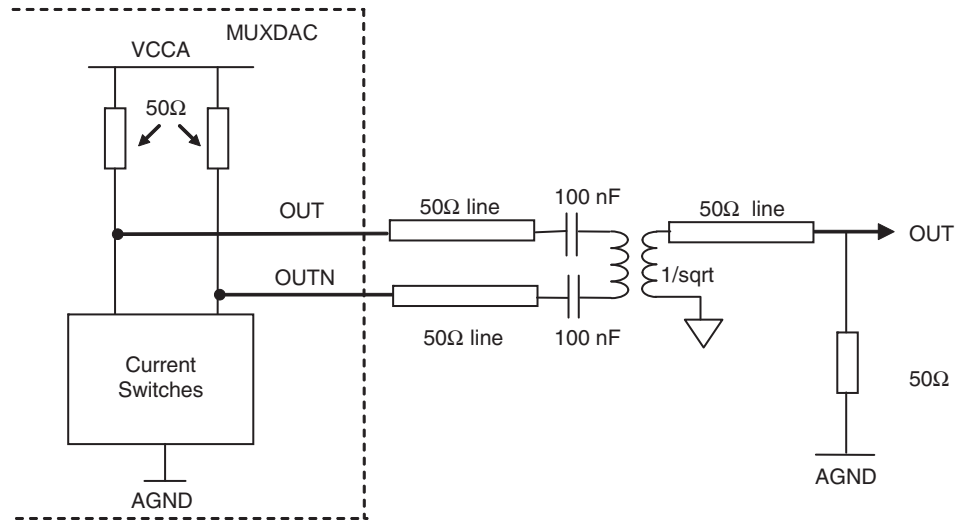 MUXDAC
VCCA
50Ω
OUT
50Ω line
100 nF
50Ω line
OUT
1/sqrt
OUTN
50Ω line
100 nF
Current
Switches
50Ω
AGND
AGND